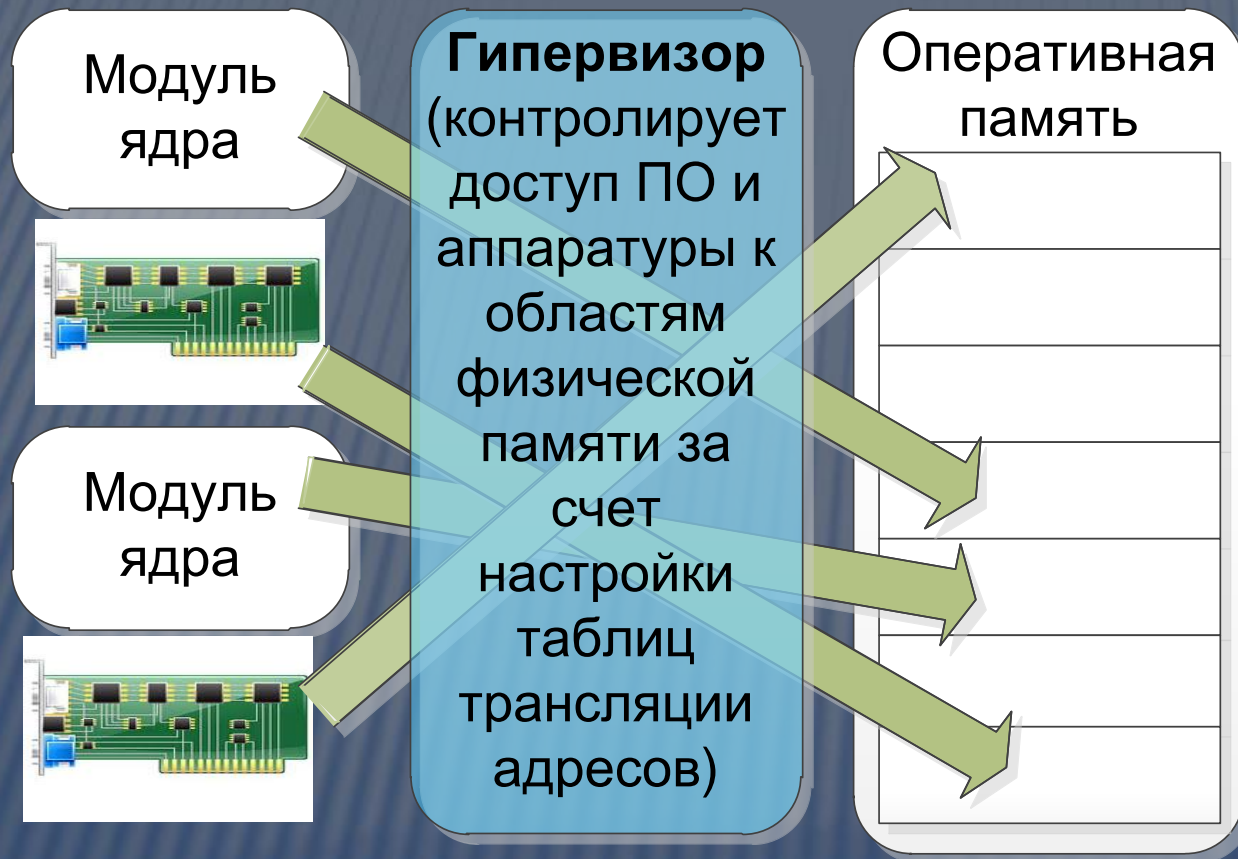 Модуль
ядра
Модуль
ядра
Гипервизор
(контролирует
доступ ПО и
аппаратуры к
областям
физической
памяти за
счет
настройки
таблиц
трансляции
адресов)
Оперативная
память